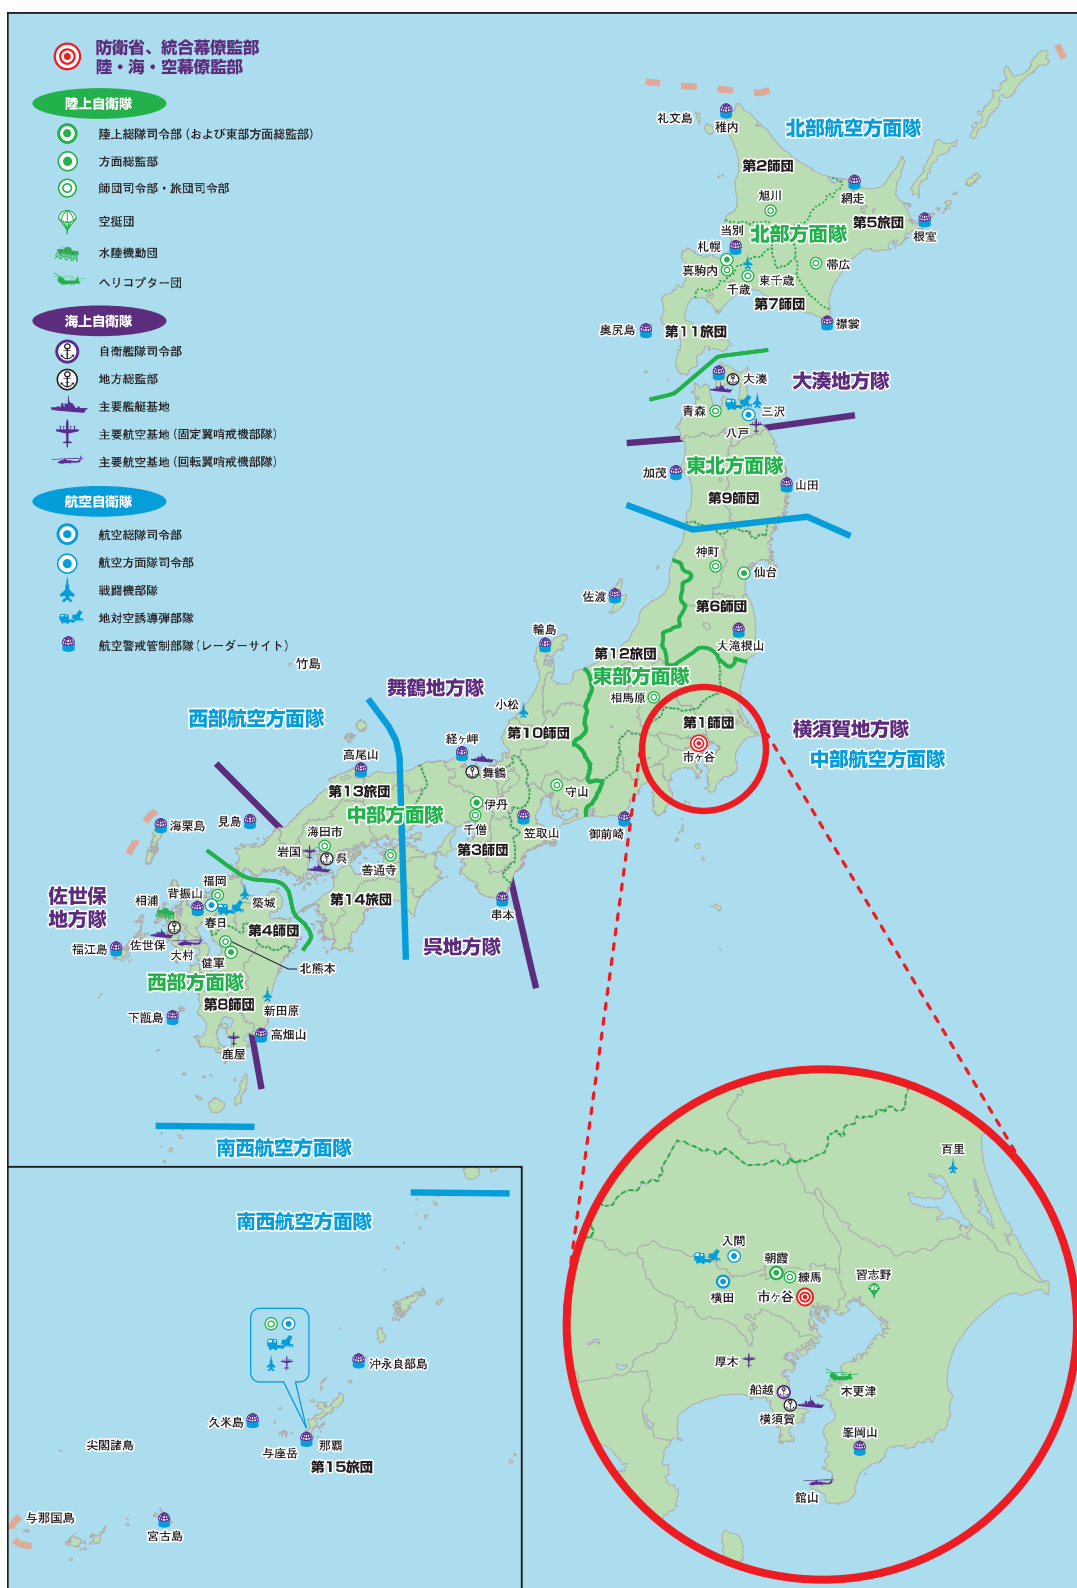 防衛省、統合幕僚監部
陸・海・空幕僚監部
陸上自衛隊
陸上総隊司令部（および東部方面総監部）
方面総監部
師団司令部・旅団司令部
空挺団
水陸機動団
ヘリコプター団
海上自衛隊
自衛艦隊司令部
地方総監部
主要艦艇基地
主要航空基地（固定翼哨戒機部隊）
主要航空基地（回転翼哨戒機部隊）
航空自衛隊
航空総隊司令部
航空方面隊司令部
戦闘機部隊
地対空誘導弾部隊
航空警戒管制部隊（レーダーサイト）
礼文島
稚内
北部航空方面隊
第2師団
網走
旭川
第5旅団
根室
当別
北部方面隊
札幌
真駒内
帯広
東千歳
千歳
第7師団
襟裳
奥尻島
第11旅団
大湊
大湊地方隊
青森
三沢
八戸
東北方面隊
加茂
山田
第9師団
神町
仙台
佐渡
第6師団
大滝根山
輪島
第12旅団
竹島
東部方面隊
舞鶴地方隊
相馬原
小松
西部航空方面隊
第1師団
横須賀地方隊
第10師団
経ヶ岬
高尾山
市ヶ谷
中部航空方面隊
舞鶴
第13旅団
守山
伊丹
中部方面隊
海栗島
見島
千僧
笠取山
御前崎
海田市
岩国
呉
第3師団
善通寺
福岡
佐世保
地方隊
相浦
背振山
築城
第14旅団
串本
春日
第4師団
佐世保
福江島
大村
呉地方隊
健軍
北熊本
西部方面隊
第8師団
新田原
下甑島
高畑山
鹿屋
南西航空方面隊
南西航空方面隊
沖永良部島
久米島
尖閣諸島
与座岳
那覇
第15旅団
与那国島
宮古島
百里
入間
朝霞
練馬
習志野
横田
市ヶ谷
厚木
船越
木更津
横須賀
峯岡山
館山